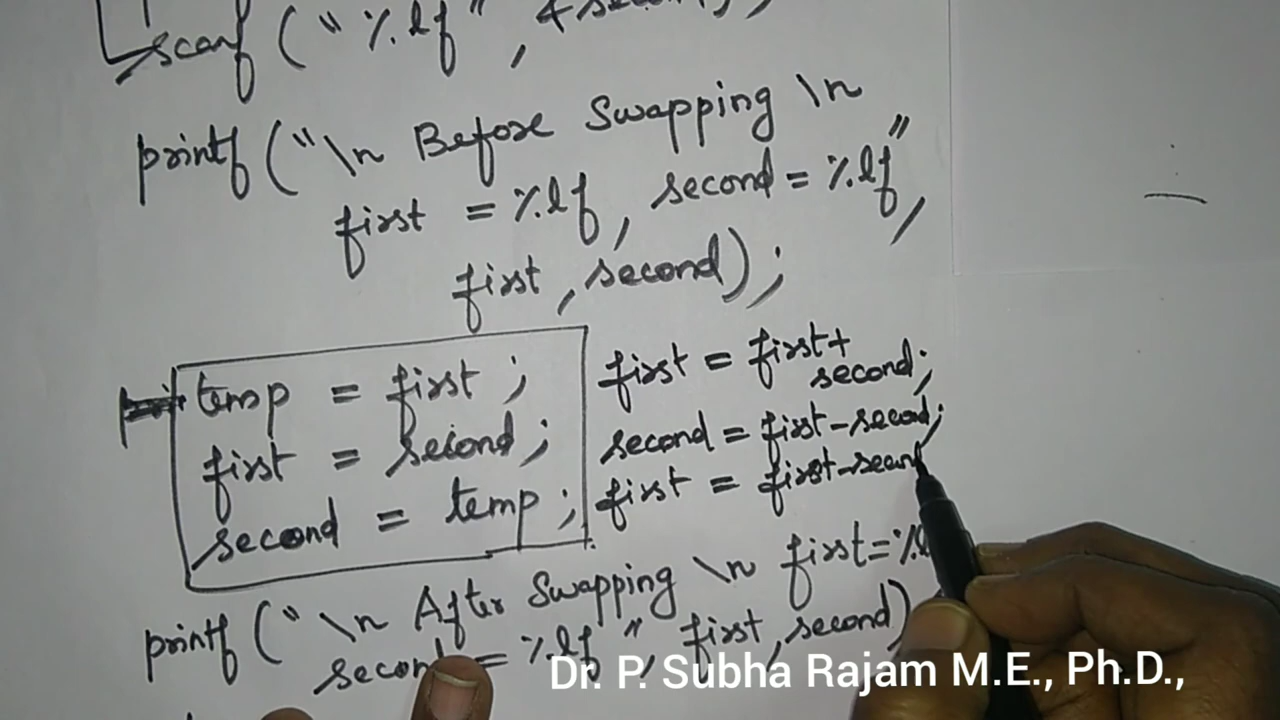 scanf ("%lf", &second);
printf ("\n Before Swapping \n
first = %lf, second = %lf",
first, second);
temp = first;
first = second;
second = temp;
first = first+
second;
second = first-second;
first = first-second
printf ("\n After Swapping \n first=%l
second = %lf", first, second)
Dr. P. Subha Rajam M.E., Ph.D.,